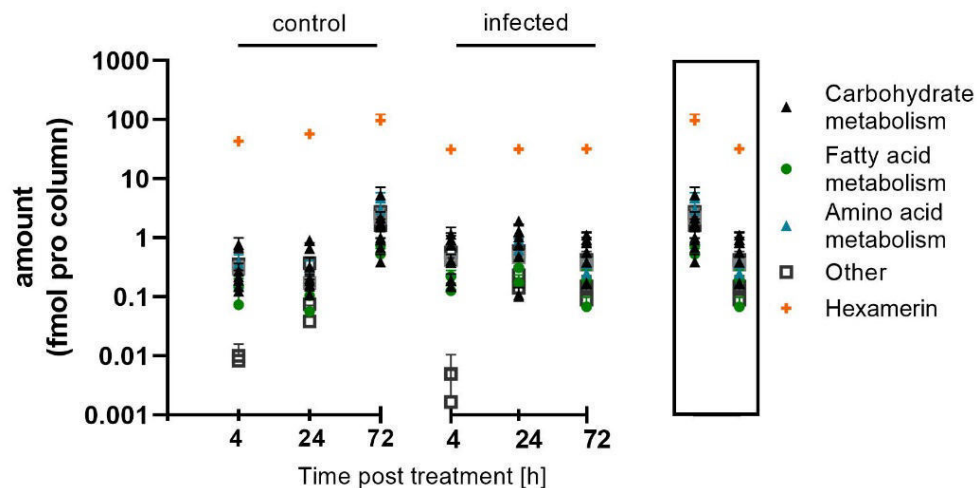 control infected
1000
100
10
1
0.1
0.01
0.001
amount
(fmol pro column)
4 24 72 4 24 72
Time post treatment [h]
Carbohydrate
metabolism
Fatty acid
metabolism
Amino acid
metabolism
Other
Hexamerin